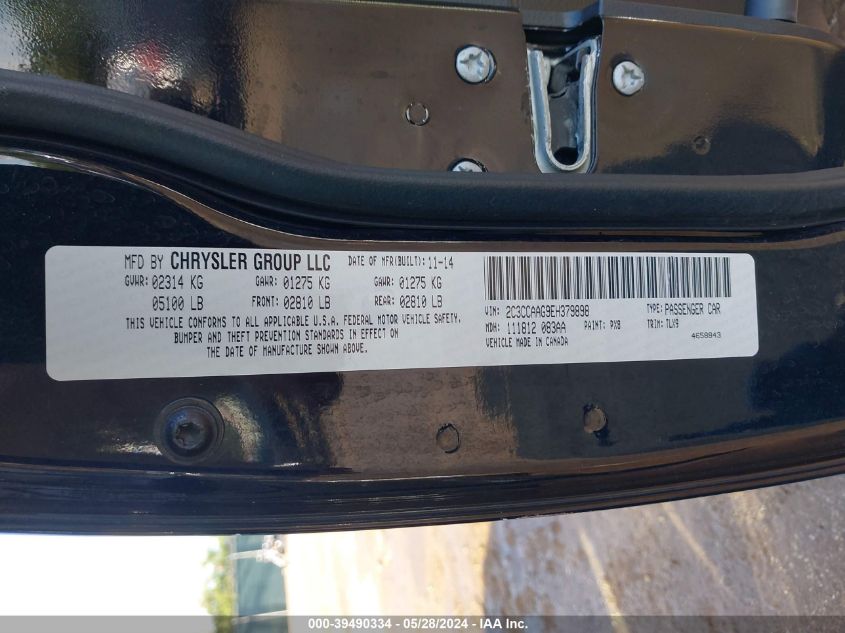 MFD BY CHRYSLER GROUP LLC DATE OF MFR(BUILT): 11-14
GVWR: 02314 KG GAWR: 01275 KG GAWR: 01275 KG
05100 LB FRONT: 02810 LB REAR: 02810 LB
THIS VEHICLE CONFORMS TO ALL APPLICABLE U.S.A. FEDERAL MOTOR VEHICLE SAFETY,
BUMPER AND THEFT PREVENTION STANDARDS IN EFFECT ON
THE DATE OF MANUFACTURE SHOWN ABOVE.
VIN: 2C3CCAAG9EH379898 TYPE: PASSENGER CAR
MDH: 111812 083AA PAINT: PX8 TRIM: TLX9
VEHICLE MADE IN CANADA 4658843
000-39490334 / 05/28/2024 - IAA Inc.